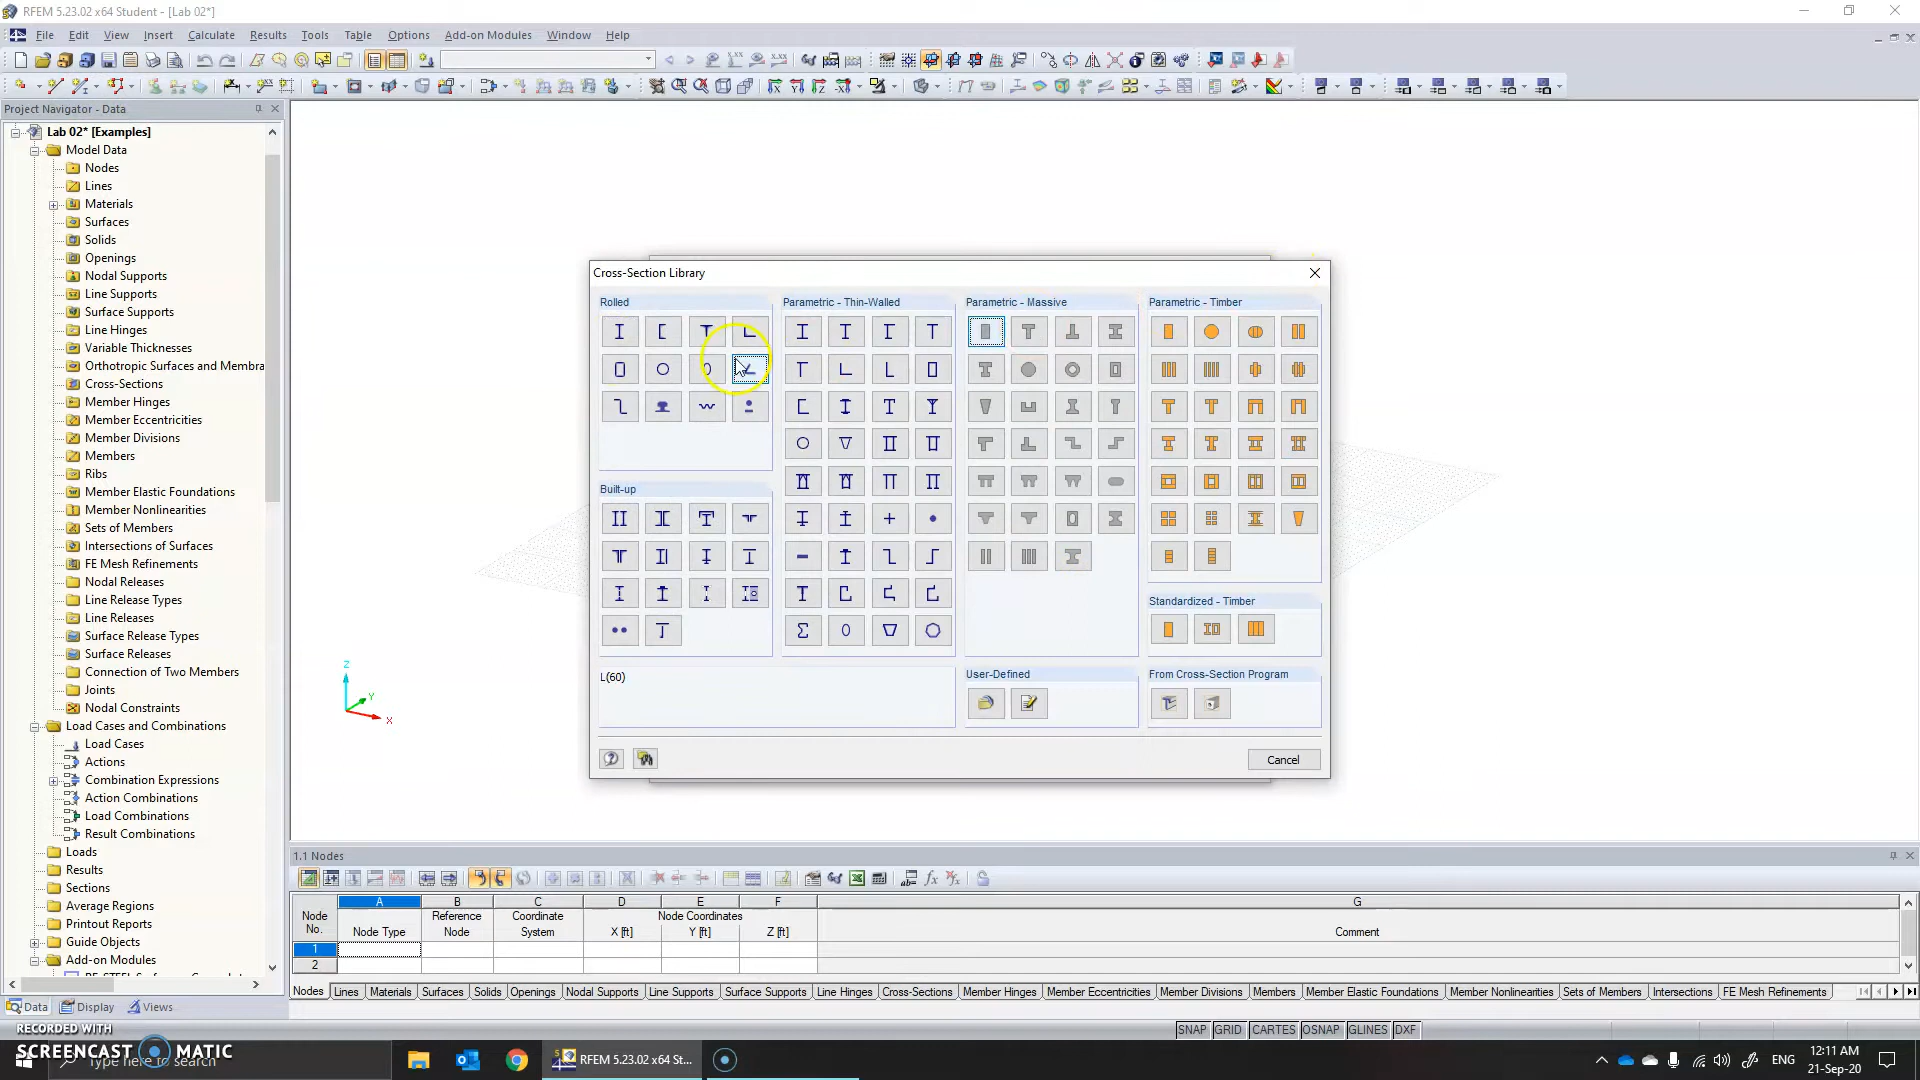 RFEM 5.23.02 x64 Student - [Lab 02*]
File Edit View Insert Calculate Results Tools Table Options Add-on Modules Window Help
Project Navigator - Data
Lab 02* [Examples]
Model Data
Nodes
Lines
Materials
Surfaces
Solids
Openings
Nodal Supports
Line Supports
Surface Supports
Line Hinges
Variable Thicknesses
Orthotropic Surfaces and Membra
Cross-Sections
Member Hinges
Member Eccentricities
Member Divisions
Members
Ribs
Member Elastic Foundations
Member Nonlinearities
Sets of Members
Intersections of Surfaces
FE Mesh Refinements
Nodal Releases
Line Release Types
Line Releases
Surface Release Types
Surface Releases
Connection of Two Members
Joints
Nodal Constraints
Load Cases and Combinations
Load Cases
Actions
Combination Expressions
Action Combinations
Load Combinations
Result Combinations
Loads
Results
Sections
Average Regions
Printout Reports
Guide Objects
Add-on Modules
Data Display Views
Z
Y
X
Cross-Section Library
Rolled
Parametric - Thin-Walled
Parametric - Massive
Parametric - Timber
Built-up
Standardized - Timber
L(60)
User-Defined
From Cross-Section Program
Cancel
1.1 Nodes
A B C D E F G
Node No.
Node Type
Reference Node
Coordinate System
Node Coordinates
X [ft] Y [ft] Z [ft]
Comment
1
2
Nodes Lines Materials Surfaces Solids Openings Nodal Supports Line Supports Surface Supports Line Hinges Cross-Sections Member Hinges Member Eccentricities Member Divisions Members Member Elastic Foundations Member Nonlinearities Sets of Members Intersections FE Mesh Refinements
SNAP GRID CARTES OSNAP GLINES DXF
RECORDED WITH
SCREENCAST MATIC
Type here to search
RFEM 5.23.02 x64 St...
ENG
12:11 AM
21-Sep-20